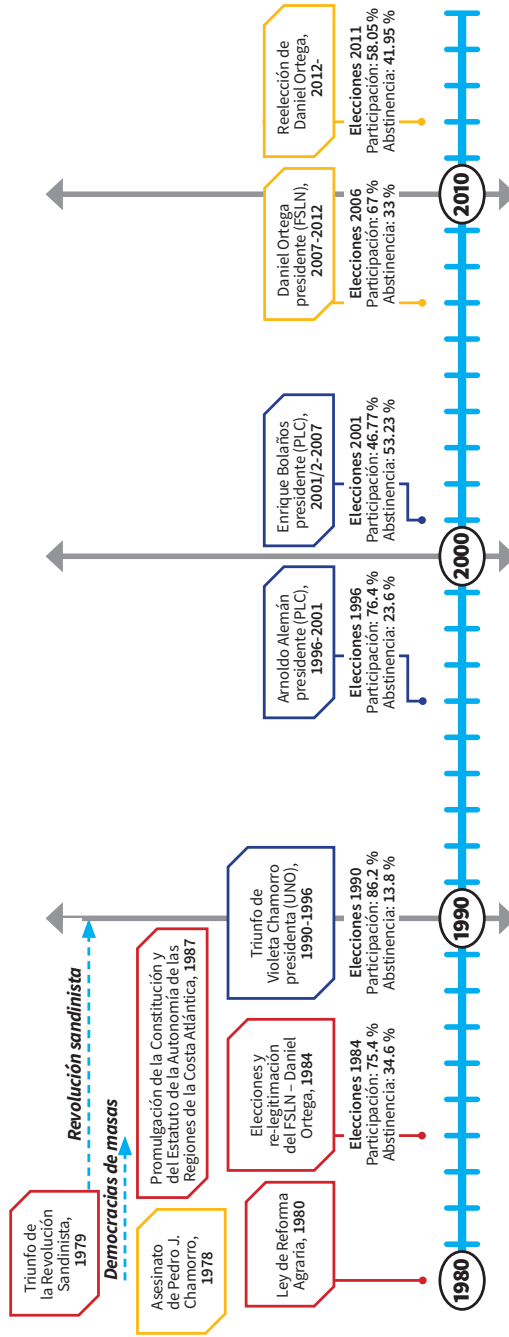 Triunfo de
la Revolución
Sandinista,
1979
Revolución sandinista
Democracias de masas
Asesinato
de Pedro J.
Chamorro,
1978
Promulgación de la Constitución y
del Estatuto de la Autonomía de las
Regiones de la Costa Atlántica, 1987
Ley de Reforma
Agraria, 1980
Elecciones y
re-legitimación
del FSLN – Daniel
Ortega, 1984
Elecciones 1984
Participación: 75.4 %
Abstinencia: 34.6 %
Triunfo de
Violeta Chamorro
presidenta (UNO),
1990-1996
Elecciones 1990
Participación: 86.2 %
Abstinencia: 13.8 %
Arnoldo Alemán
presidente (PLC),
1996-2001
Elecciones 1996
Participación: 76.4 %
Abstinencia: 23.6 %
Enrique Bolaños
presidente (PLC),
2001/2-2007
Elecciones 2001
Participación: 46.77 %
Abstinencia: 53.23 %
Daniel Ortega
presidente (FSLN),
2007-2012
Elecciones 2006
Participación: 67 %
Abstinencia: 33 %
Reelección de
Daniel Ortega,
2012-
Elecciones 2011
Participación: 58.05 %
Abstinencia: 41.95 %
1980
1990
2000
2010